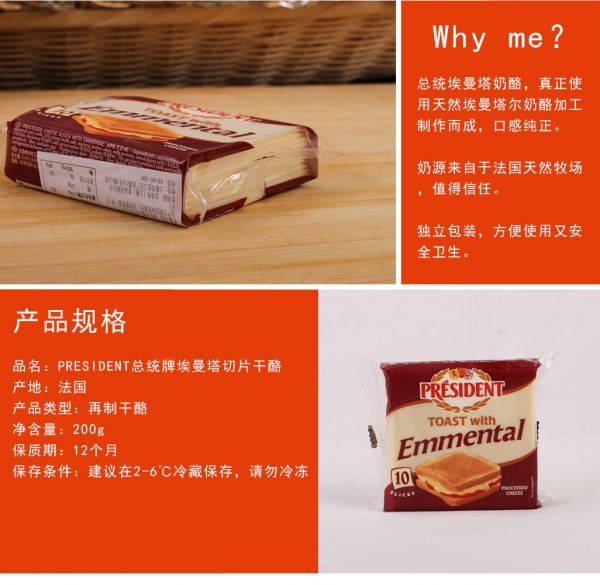 Why me?
总统埃曼塔奶酪，真正使
用天然埃曼塔尔奶酪加工
制作而成，口感纯正。
奶源来自于法国天然牧场
，值得信任。
独立包装，方便使用又安
全卫生。
TOAST with
Emmental
产品规格
品名：PRESIDENT总统牌埃曼塔切片干酪
产地：法国
产品类型：再制干酪
净含量：200g
保质期：12个月
保存条件：建议在2-6℃冷藏保存，请勿冷冻
PRÉSIDENT
TOAST with
Emmental
10
SLICES
PROCESSED
CHEESE